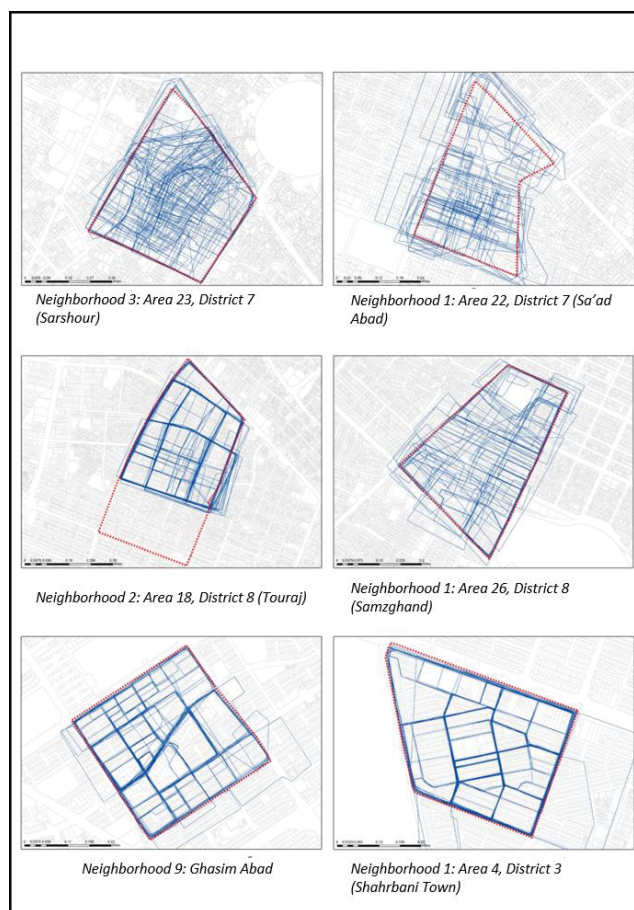 Neighborhood 3: Area 23, District 7
(Sarshour)
Neighborhood 1: Area 22, District 7 (Sa’ad
Abad)
Neighborhood 2: Area 18, District 8 (Touraj)
Neighborhood 1: Area 26, District 8
(Samzghand)
Neighborhood 9: Ghasim Abad
Neighborhood 1: Area 4, District 3
(Shahrbani Town)